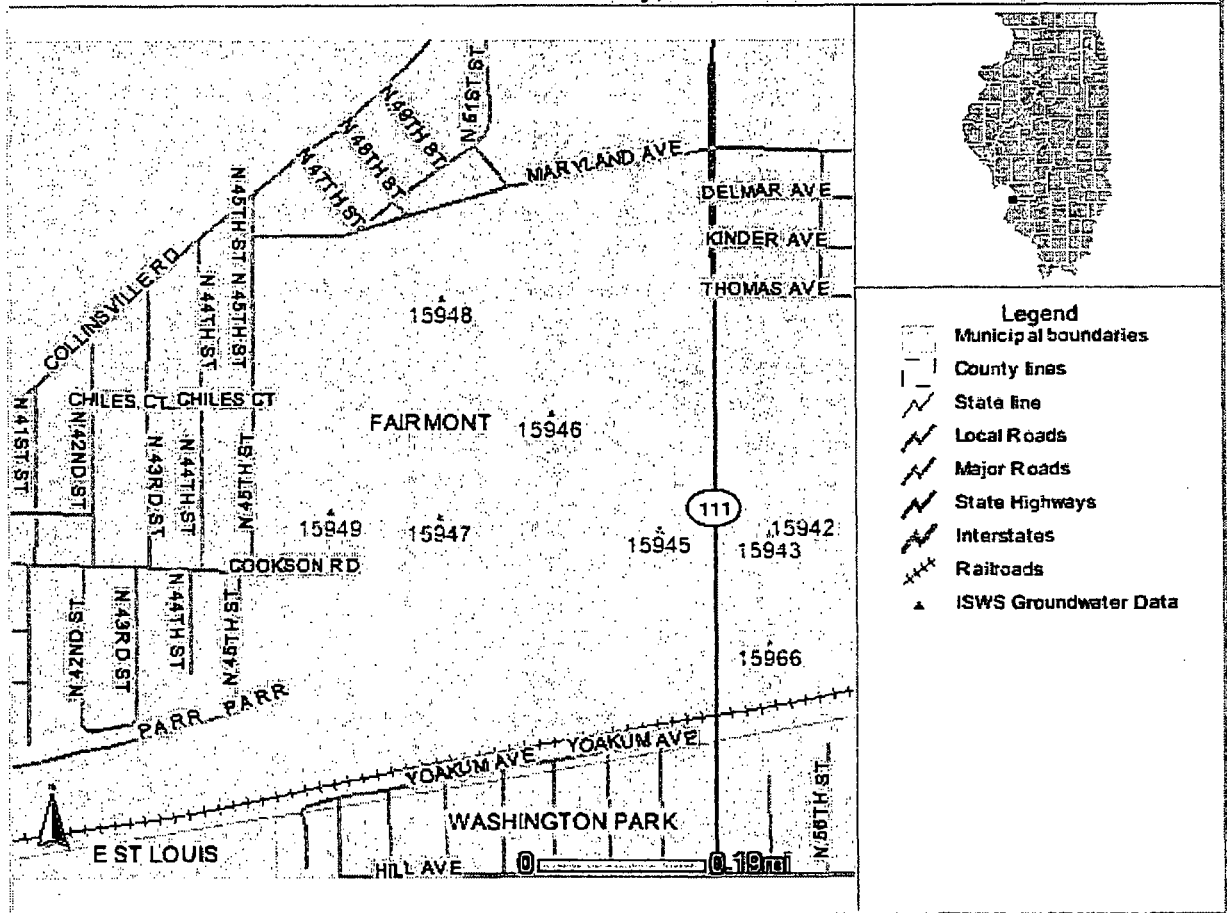 N 51ST ST
N 49TH ST
N 48TH ST
N 47TH ST
MARYLAND AVE
DELMAR AVE
KINDER AVE
THOMAS AVE
N 45TH ST
N 45TH ST
COLLINSVILLE RD
N 44TH ST
15948
CHILES CT
CHILES CT
FAIRMONT
15946
N 41ST ST
N 42ND ST
N 43RD ST
N 44TH ST
N 45TH ST
111
15949
15947
15945
15942
15943
COOKSON RD
N 42ND ST
N 43RD ST
N 44TH ST
N 45TH ST
15966
PARR
PARR
YOAKUM AVE
YOAKUM AVE
N 56TH ST
WASHINGTON PARK
E ST LOUIS
HILL AVE
0
0.19mi
Legend
Municipal boundaries
County lines
State line
Local Roads
Major Roads
State Highways
Interstates
Railroads
ISWS Groundwater Data